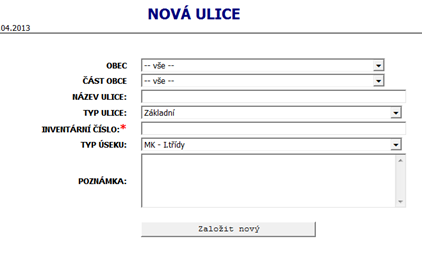 NOVÁ ULICE
.04.2013
OBEC -- vše --
ČÁST OBCE -- vše --
NÁZEV ULICE:
TYP ULICE: Základní
INVENTÁRNÍ ČÍSLO:*
TYP ÚSEKU: MK - I.třídy
POZNÁMKA:
Založit nový